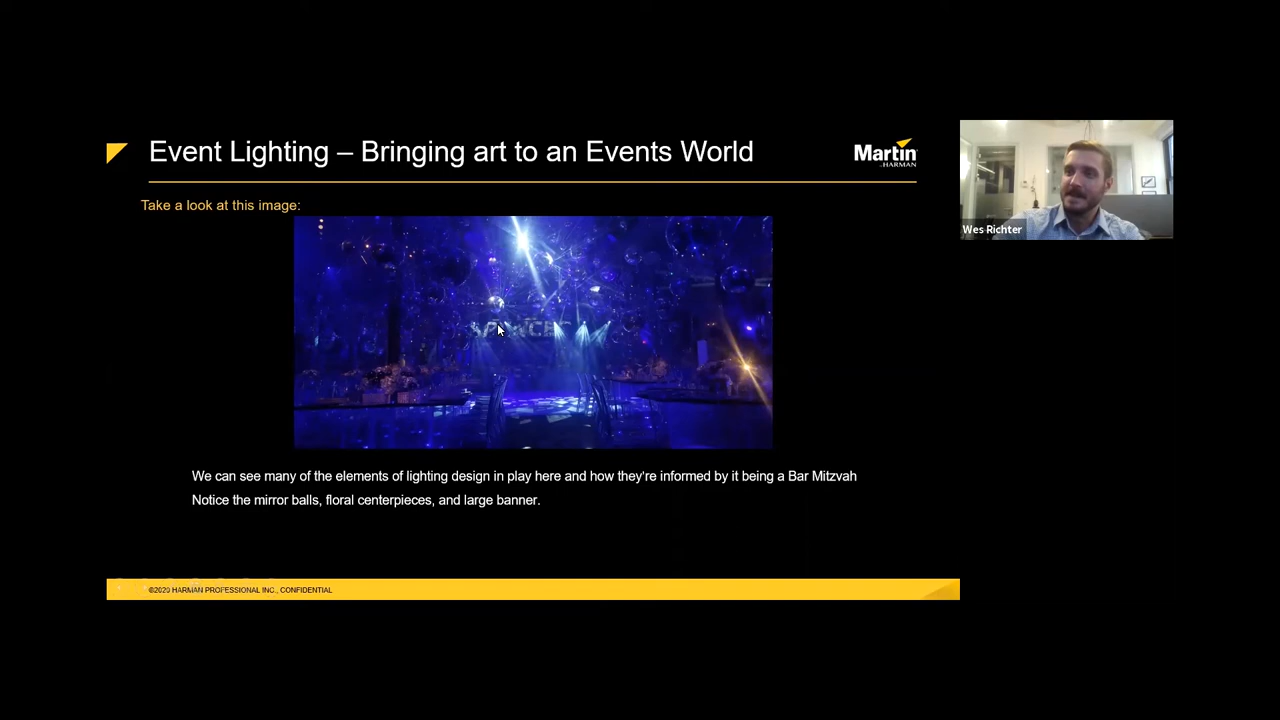 Event Lighting – Bringing art to an Events World
Martin
by HARMAN
Take a look at this image:
Wes Richter
We can see many of the elements of lighting design in play here and how they're informed by it being a Bar Mitzvah
Notice the mirror balls, floral centerpieces, and large banner.
©2020 HARMAN PROFESSIONAL INC., CONFIDENTIAL